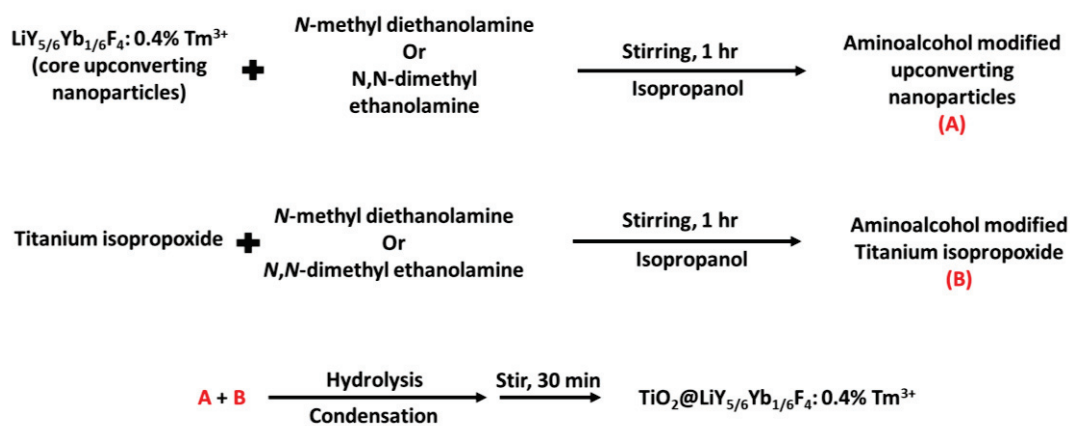 LiY₅/₆Yb₁/₆F₄: 0.4% Tm³⁺
(core upconverting
nanoparticles)
N-methyl diethanolamine
Or
N,N-dimethyl
ethanolamine
Stirring, 1 hr
Isopropanol
Aminoalcohol modified
upconverting
nanoparticles
(A)
Titanium isopropoxide
N-methyl diethanolamine
Or
N,N-dimethyl ethanolamine
Stirring, 1 hr
Isopropanol
Aminoalcohol modified
Titanium isopropoxide
(B)
A + B
Hydrolysis
Condensation
Stir, 30 min
TiO₂@LiY₅/₆Yb₁/₆F₄: 0.4% Tm³⁺